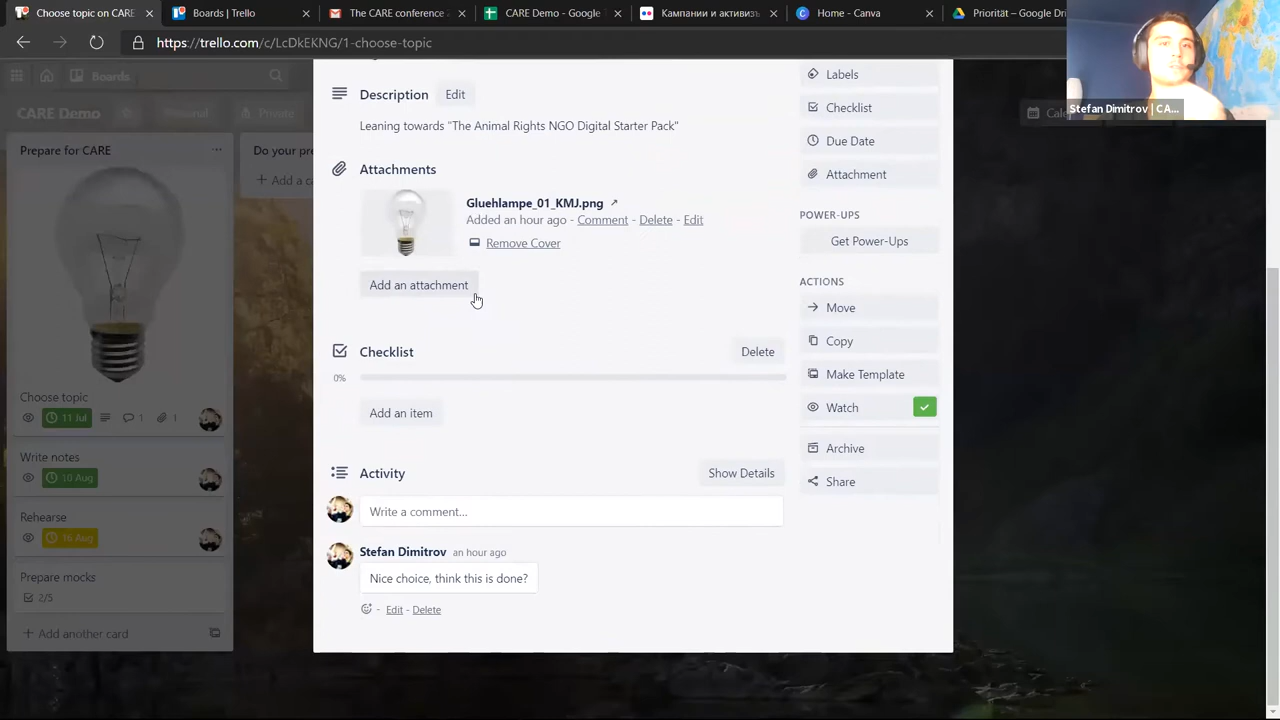 Choose topic on CARE
Boards | Trello
The CARE conference
CARE Demo - Google
Кампании и активизъ
Home - Canva
Priorität – Google Dri
https://trello.com/c/LcDkEKNG/1-choose-topic
Stefan Dimitrov | CA...
Boards
CARE Demo
Personal
Private
Prepare for CARE
Choose topic
11 Jul
1
1
Write notes
10 Aug
Rehearse
16 Aug
Prepare mocks
2/5
+ Add another card
Description
Edit
Leaning towards "The Animal Rights NGO Digital Starter Pack"
Attachments
Gluehlampe_01_KMJ.png ↗
Added an hour ago - Comment - Delete - Edit
Remove Cover
Add an attachment
Checklist
Delete
0%
Add an item
Activity
Show Details
Write a comment...
Stefan Dimitrov an hour ago
Nice choice, think this is done?
- Edit - Delete
Labels
Checklist
Due Date
Attachment
POWER-UPS
Get Power-Ups
ACTIONS
Move
Copy
Make Template
Watch
Archive
Share